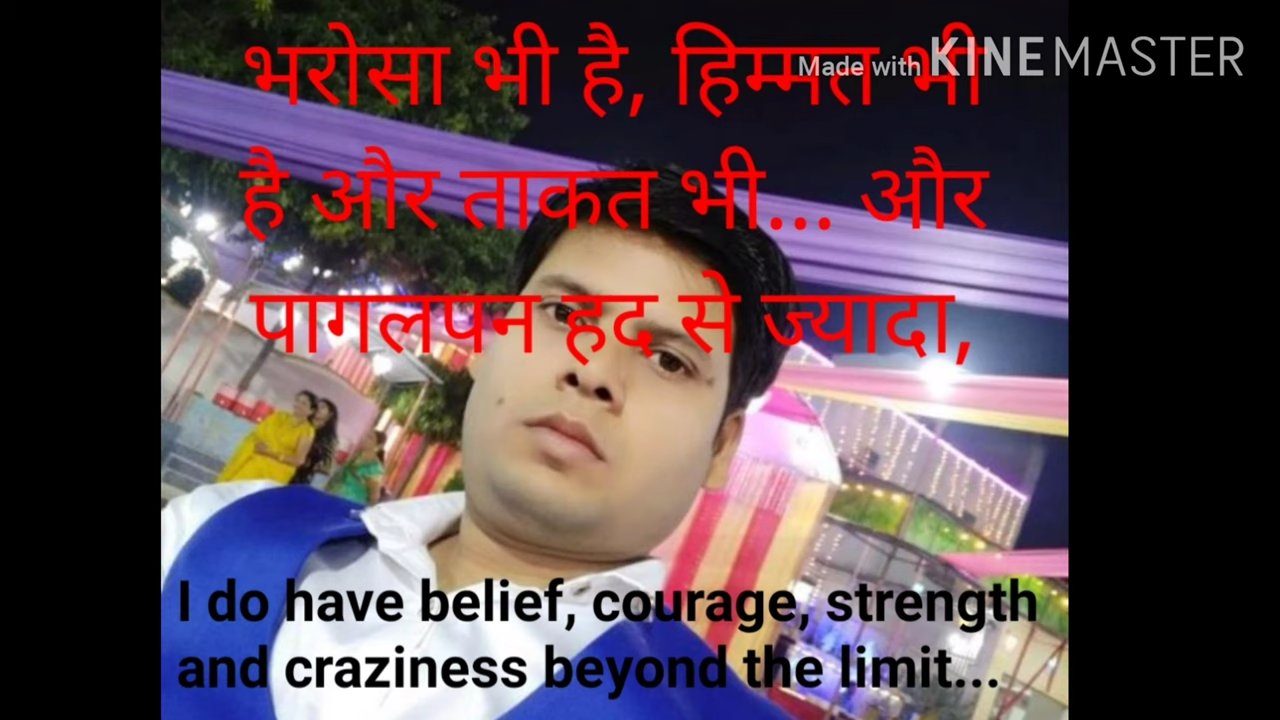 भरोसा भी है, हिम्मत भी
Made with KINEMASTER
है और ताकत भी... और
पागलपन हद से ज्यादा,
I do have belief, courage, strength
and craziness beyond the limit...